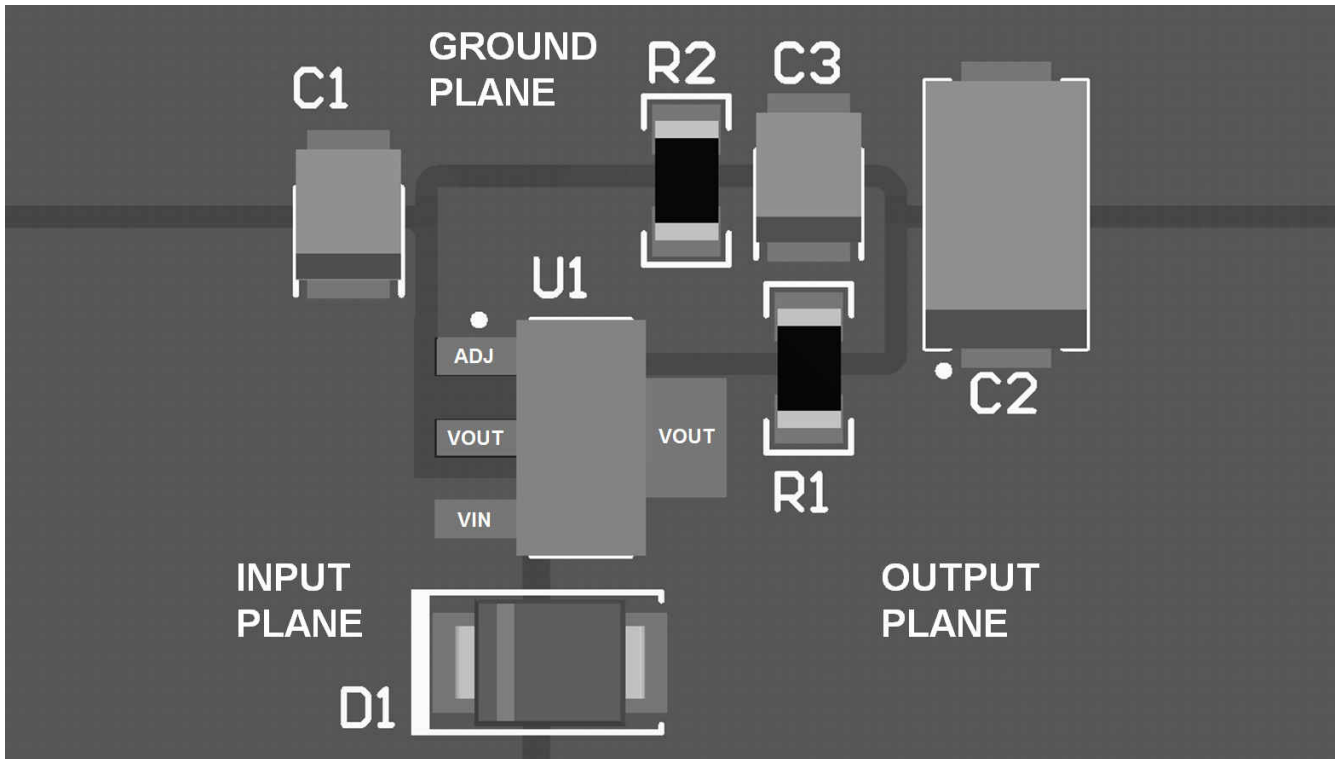 GROUND
PLANE
R2
C3
C1
U1
ADJ
VOUT
VOUT
VIN
C2
R1
INPUT
PLANE
OUTPUT
PLANE
D1